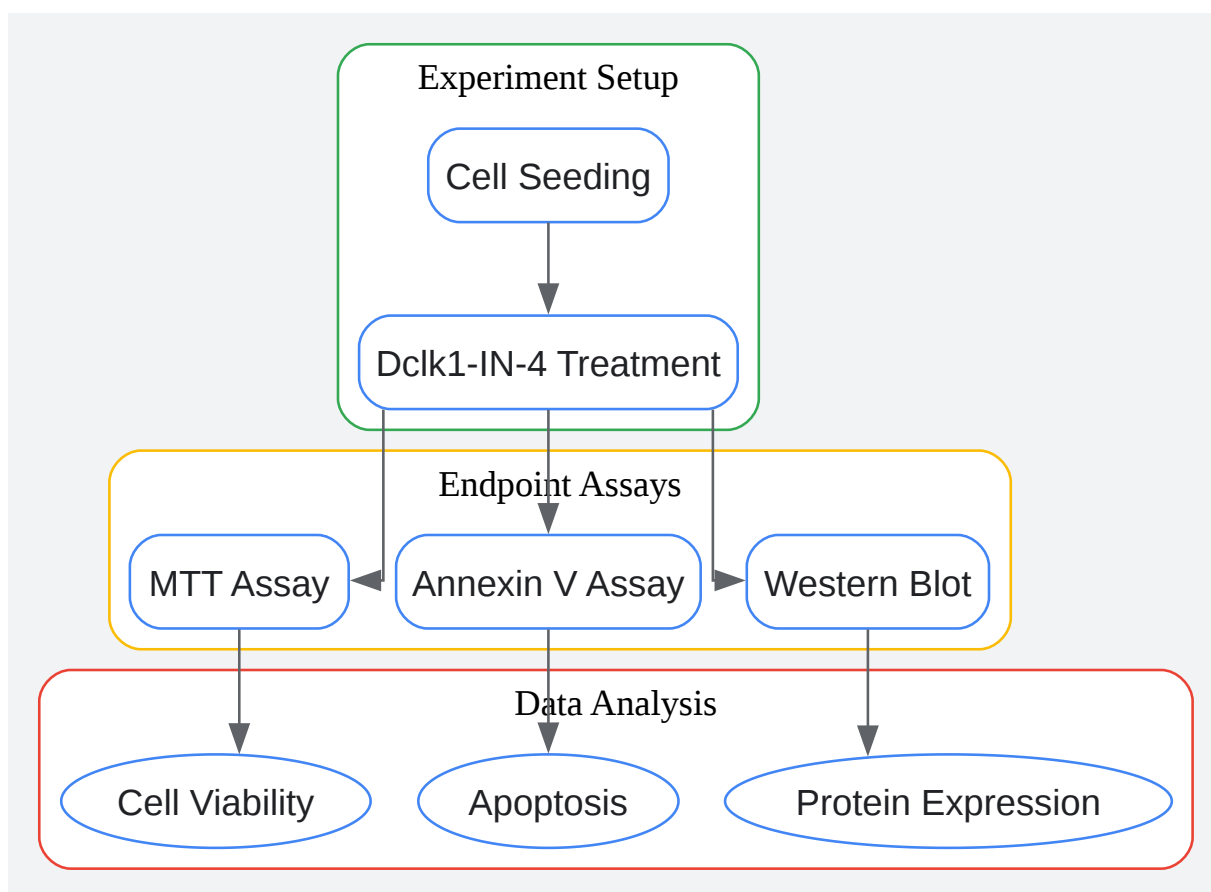 Experiment Setup
Cell Seeding
Dclk1-IN-4 Treatment
Endpoint Assays
MTT Assay
Annexin V Assay
Western Blot
Data Analysis
Cell Viability
Apoptosis
Protein Expression